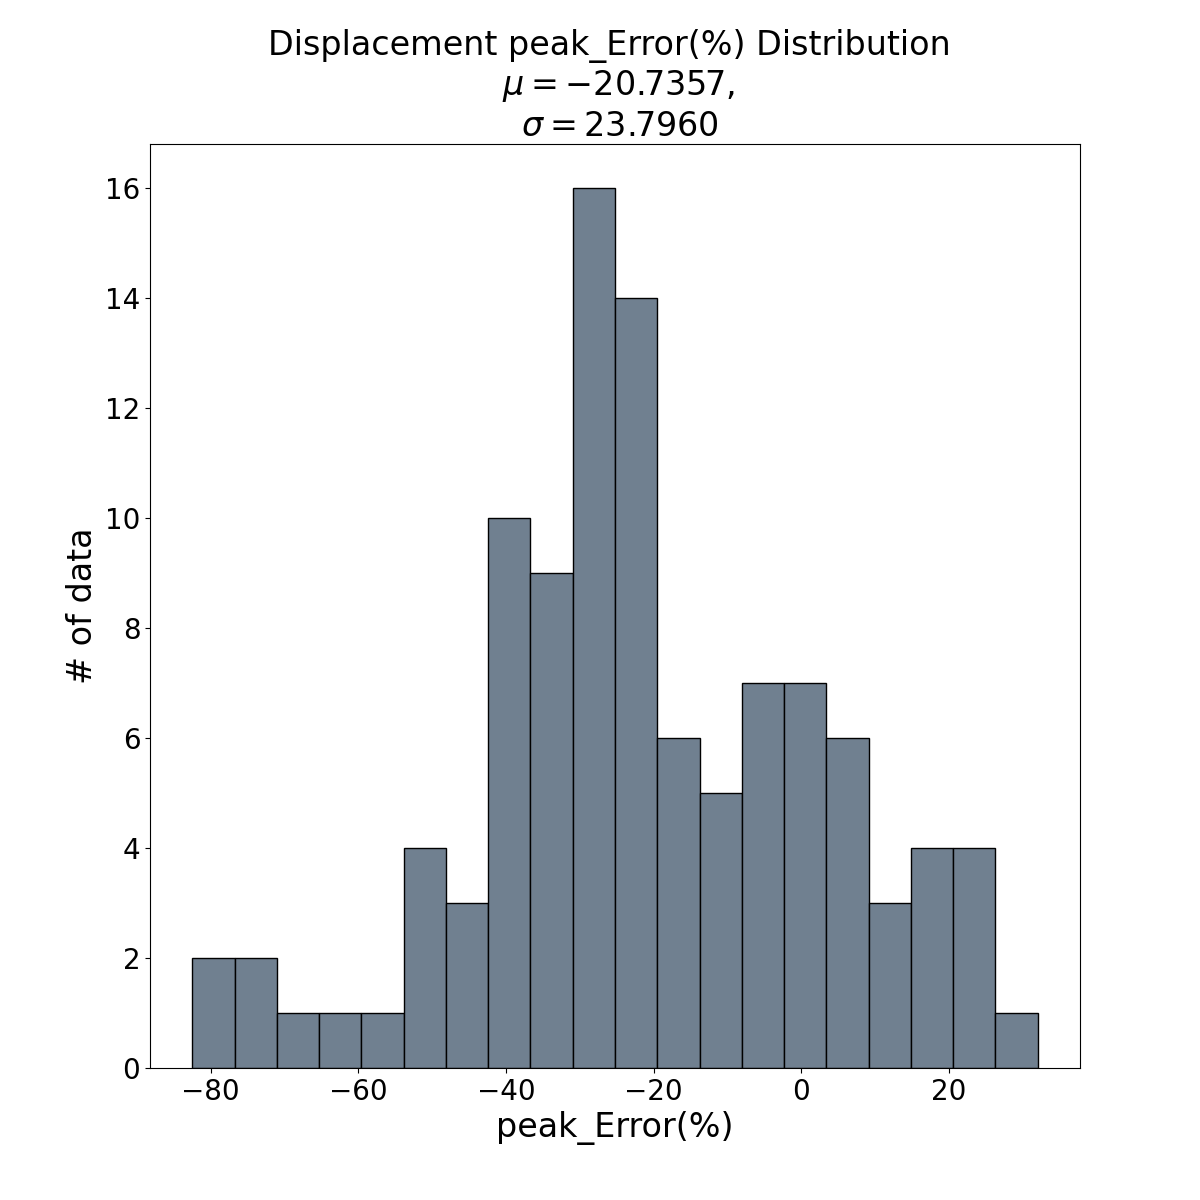 Displacement peak_Error(%) Distribution
μ = −20.7357,
σ = 23.7960
16
14
12
10
8
6
4
2
0
# of data
−80 −60 −40 −20 0 20
peak_Error(%)